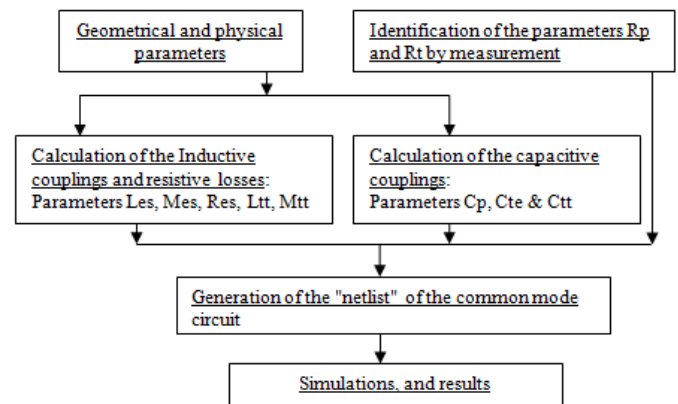 Geometrical and physical
parameters
Identification of the parameters Rp
and Rt by measurement
Calculation of the Inductive
couplings and resistive losses:
Parameters Les, Mes, Res, Ltt, Mtt
Calculation of the capacitive
couplings:
Parameters Cp, Cte & Ctt
Generation of the "netlist" of the common mode
circuit
Simulations, and results